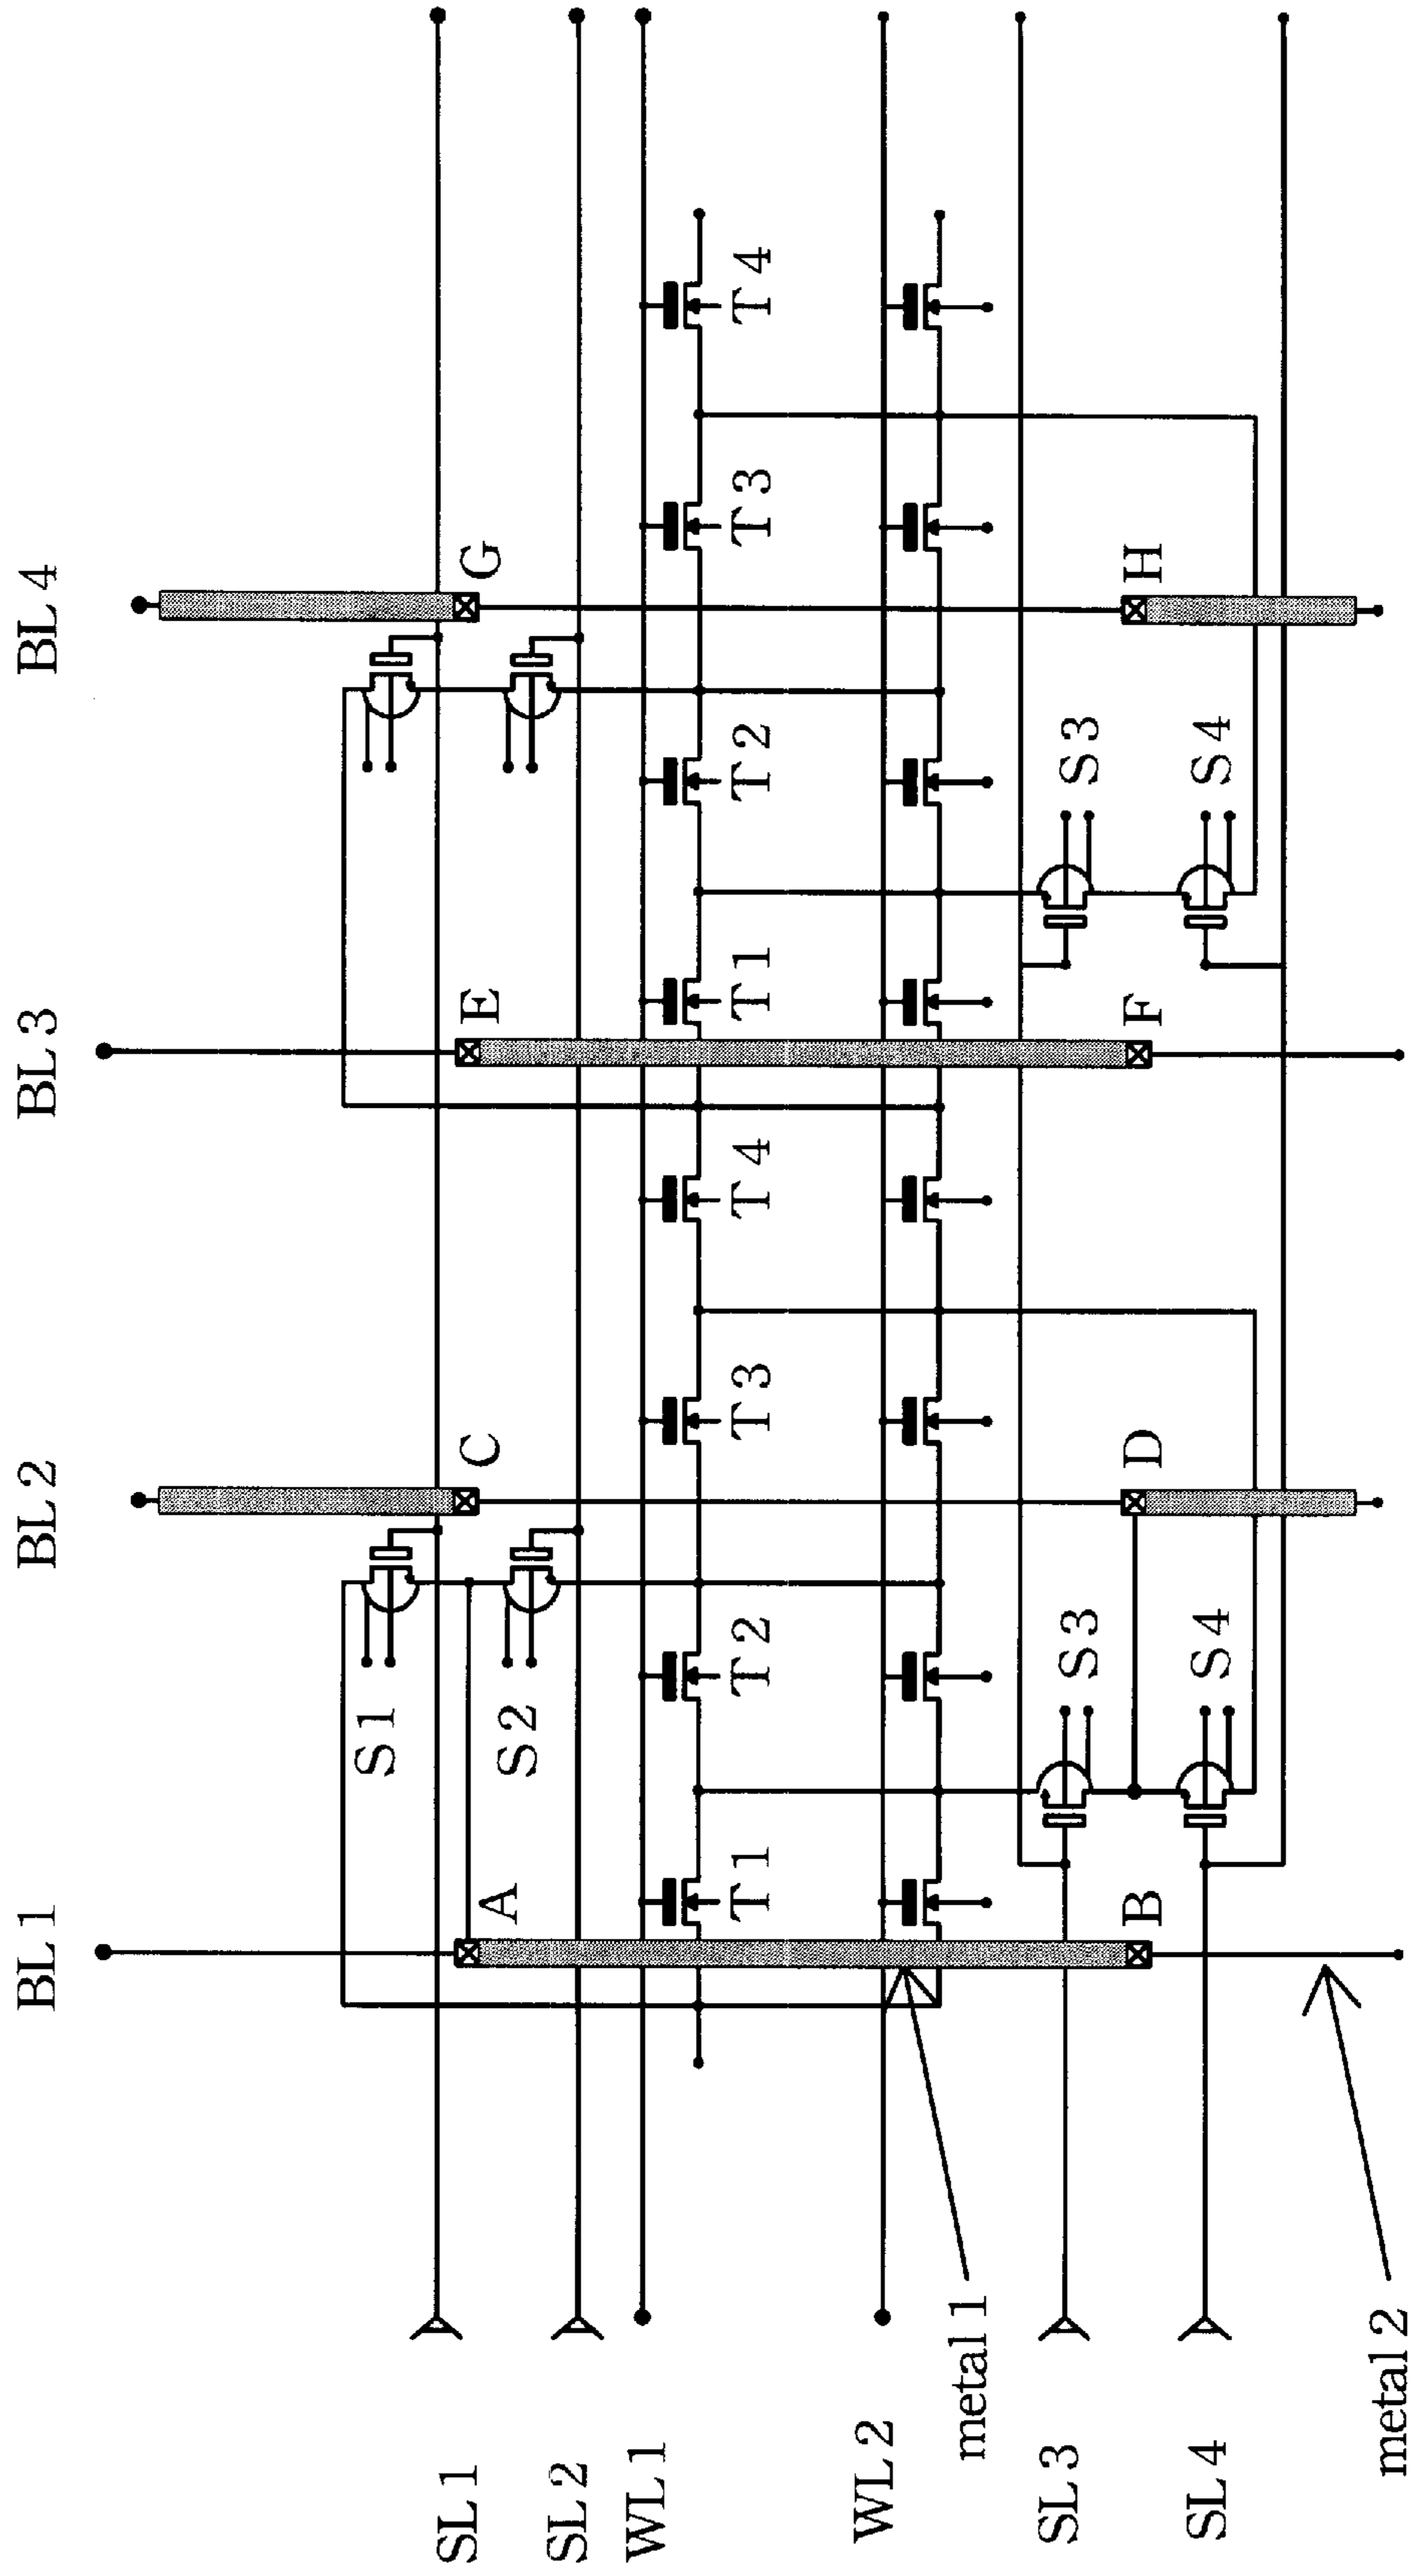 BL 1
BL 2
BL 3
BL 4
SL 1
S 1
A
C
E
G
SL 2
S 2
WL 1
T 1
T 2
T 3
T 4
T 1
T 2
T 3
T 4
WL 2
metal 1
SL 3
B
S 3
D
F
S 3
H
SL 4
S 4
S 4
metal 2